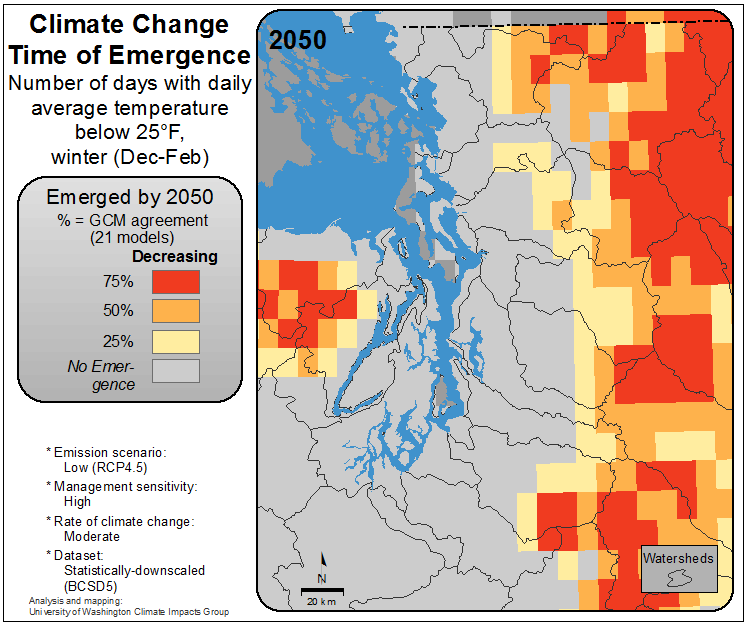 Climate Change
Time of Emergence
Number of days with daily
average temperature
below 25°F,
winter (Dec-Feb)
Emerged by 2050
% = GCM agreement
(21 models)
Decreasing
75%
50%
25%
No Emer-
gence
* Emission scenario:
Low (RCP4.5)
* Management sensitivity:
High
* Rate of climate change:
Moderate
* Dataset:
Statistically-downscaled
(BCSD5)
Analysis and mapping:
University of Washington Climate Impacts Group
2050
N
20 km
Watersheds